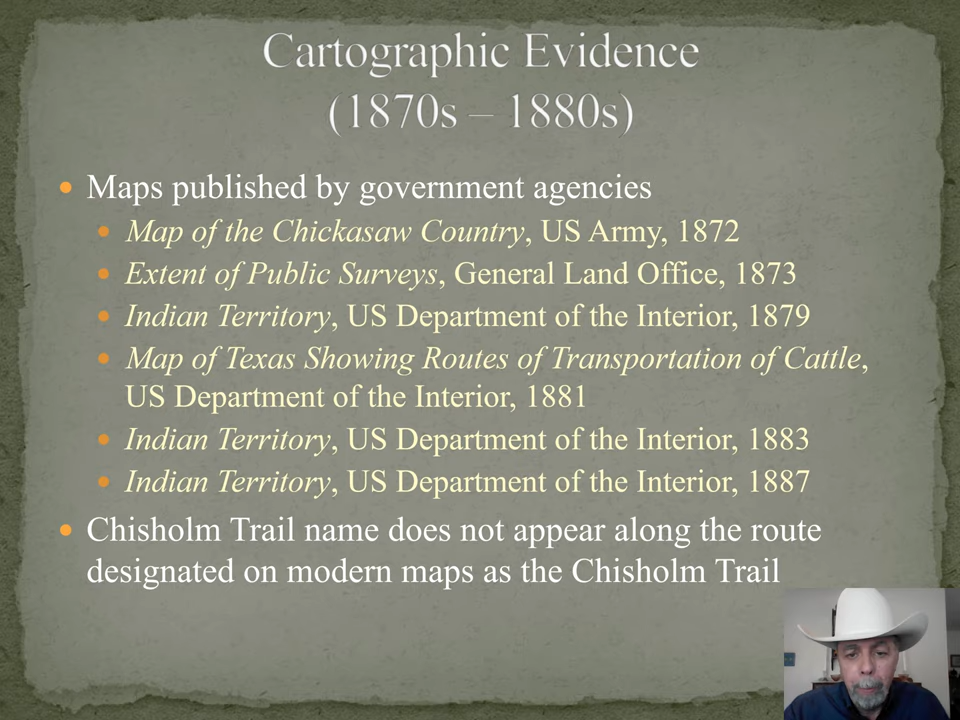 Cartographic Evidence
(1870s – 1880s)
Maps published by government agencies
Map of the Chickasaw Country, US Army, 1872
Extent of Public Surveys, General Land Office, 1873
Indian Territory, US Department of the Interior, 1879
Map of Texas Showing Routes of Transportation of Cattle,
US Department of the Interior, 1881
Indian Territory, US Department of the Interior, 1883
Indian Territory, US Department of the Interior, 1887
Chisholm Trail name does not appear along the route
designated on modern maps as the Chisholm Trail